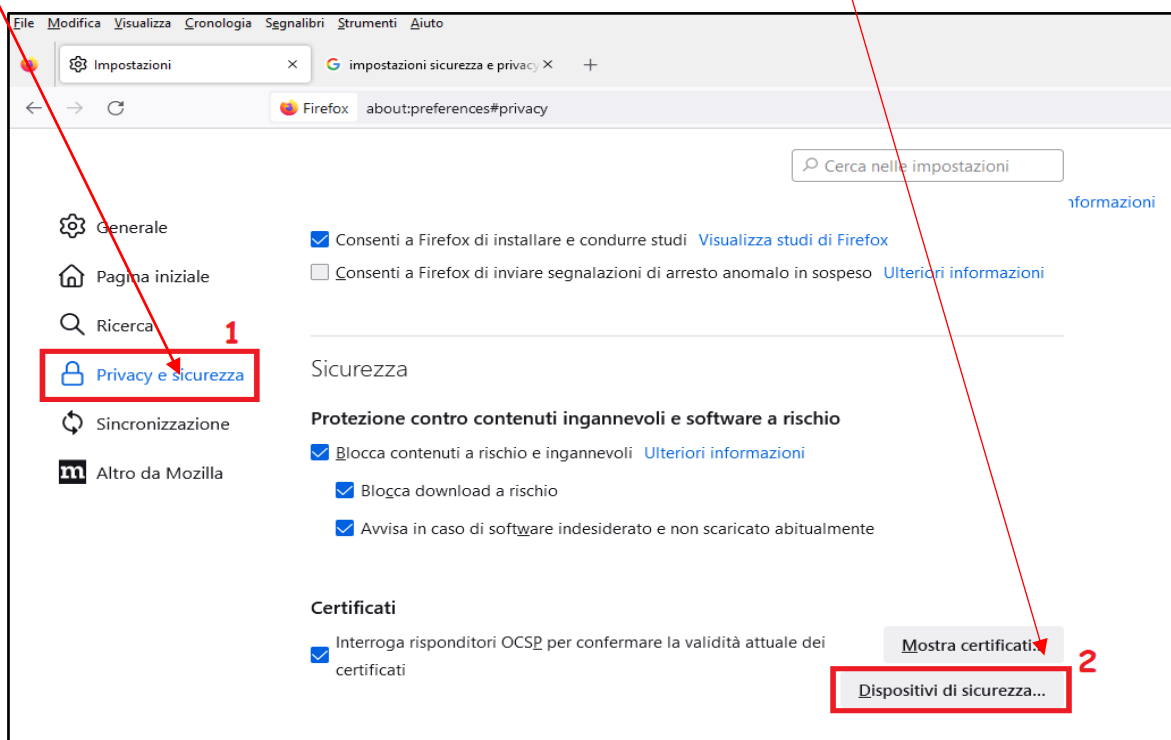 File Modifica Visualizza Cronologia Segnalibri Strumenti Aiuto
Impostazioni × G impostazioni sicurezza e privacy × +
Firefox about:preferences#privacy
Cerca nelle impostazioni
Generale
Pagina iniziale
Ricerca
1
Privacy e sicurezza
Sincronizzazione
m Altro da Mozilla
Consenti a Firefox di installare e condurre studi Visualizza studi di Firefox
Consenti a Firefox di inviare segnalazioni di arresto anomalo in sospeso Ulteriori informazioni
Sicurezza
Protezione contro contenuti ingannevoli e software a rischio
Blocca contenuti a rischio e ingannevoli Ulteriori informazioni
Blocca download a rischio
Avvisa in caso di software indesiderato e non scaricato abitualmente
Certificati
Interroga risponditori OCSP per confermare la validità attuale dei
certificati
Mostra certificati...
2
Dispositivi di sicurezza...